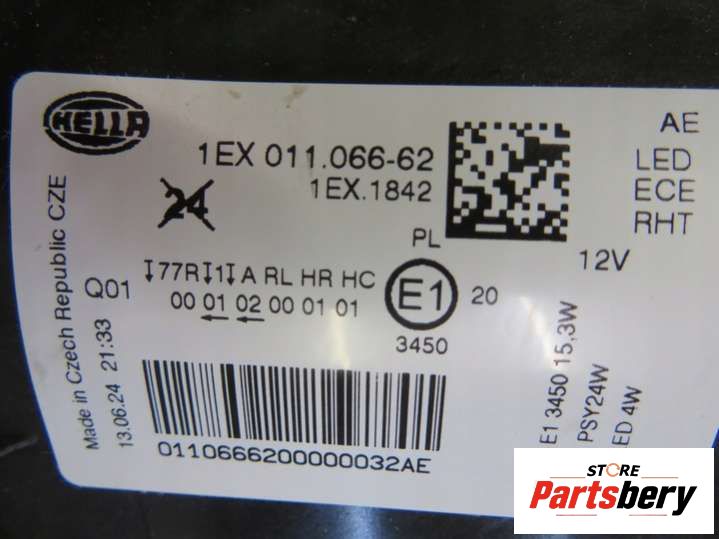 HELLA
1EX 011.066-62
1EX.1842
24
PL
AE
LED
ECE
RHT
12V
Made in Czech Republic CZE
13.06.24 21:33
Q01
↧77R↧1↧A RL HR HC
00 01 02 00 01 01
← ←
E1
20
3450
E1 3450 15,3W
PSY24W
ED 4W
0110666200000032AE
STORE
Partsbery